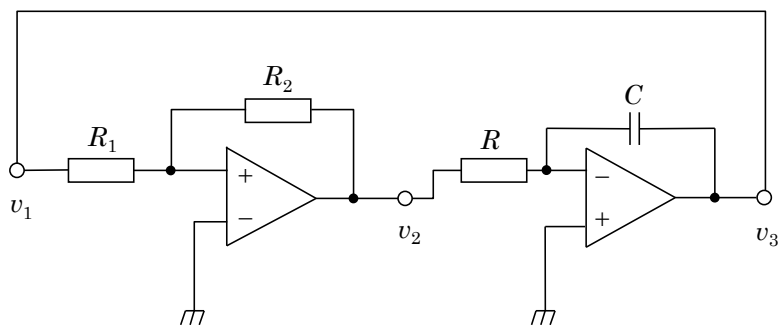 R₂
C
R₁
R
+
−
−
+
v₁
v₂
v₃